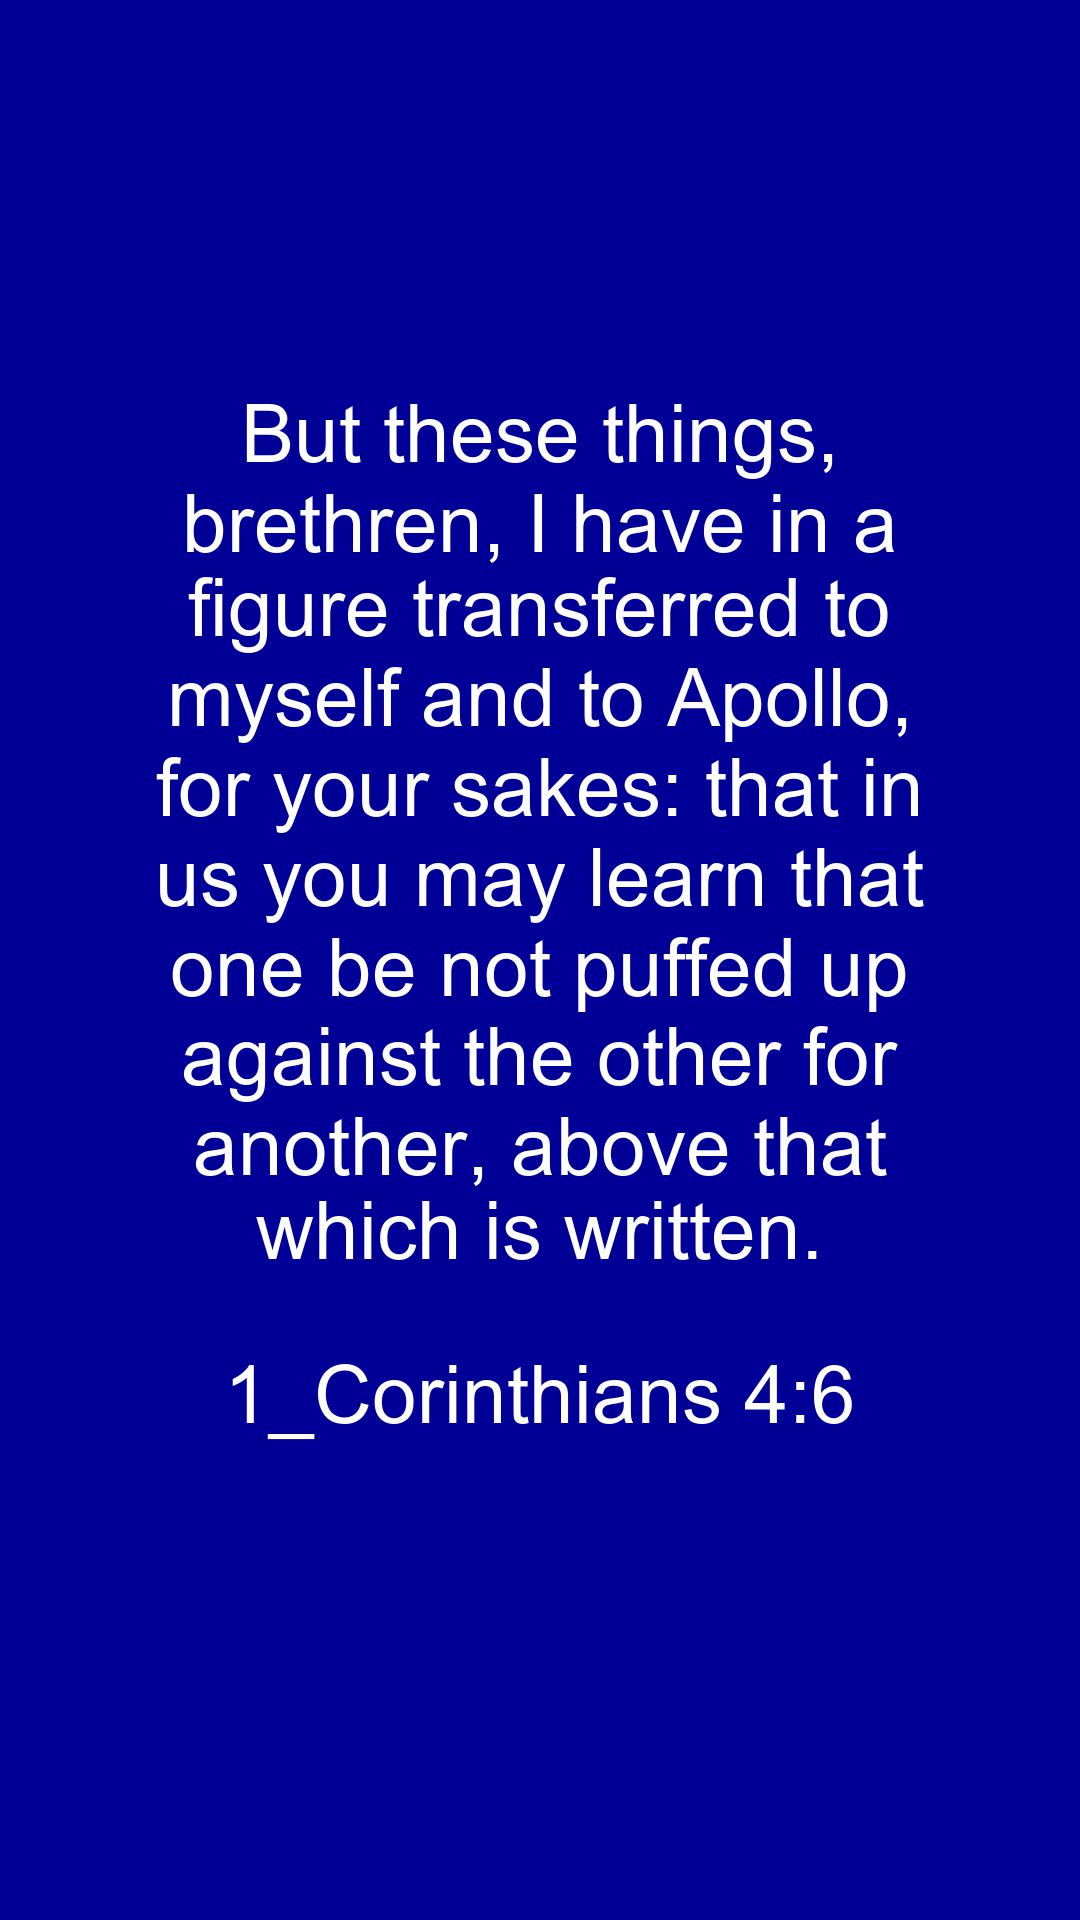 But these things,
brethren, I have in a
figure transferred to
myself and to Apollo,
for your sakes: that in
us you may learn that
one be not puffed up
against the other for
another, above that
which is written.
1_Corinthians 4:6